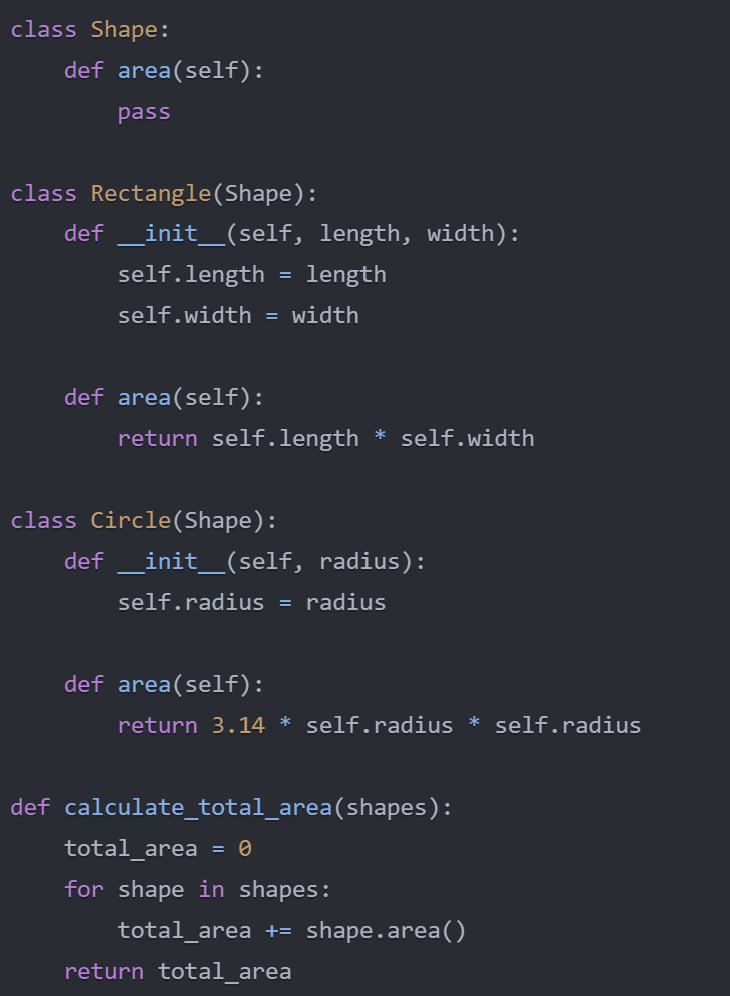 class Shape:
    def area(self):
        pass

class Rectangle(Shape):
    def __init__(self, length, width):
        self.length = length
        self.width = width

    def area(self):
        return self.length * self.width

class Circle(Shape):
    def __init__(self, radius):
        self.radius = radius

    def area(self):
        return 3.14 * self.radius * self.radius

def calculate_total_area(shapes):
    total_area = 0
    for shape in shapes:
        total_area += shape.area()
    return total_area